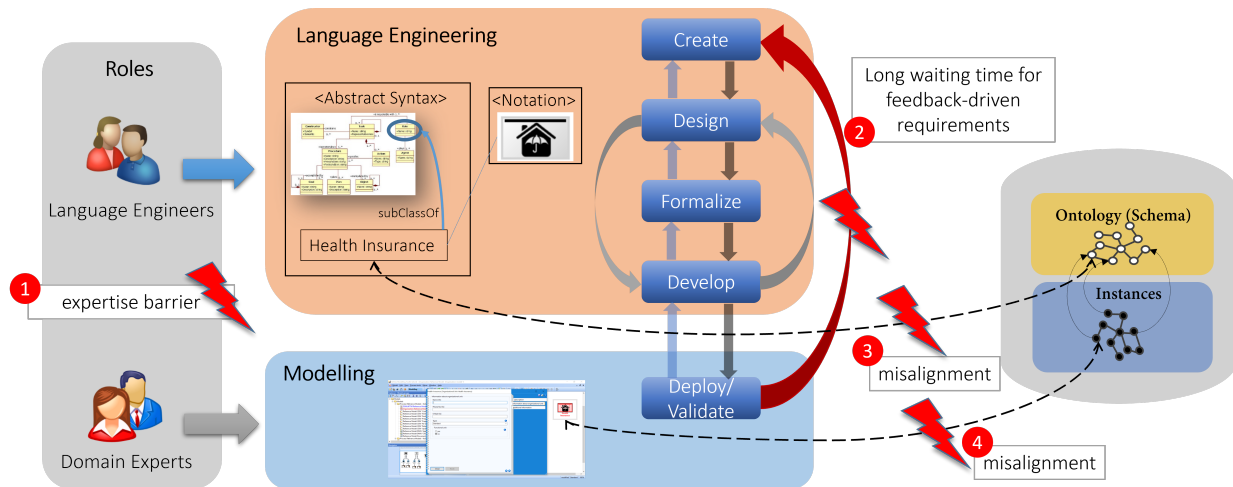 Roles
Language Engineers
1
expertise barrier
Domain Experts
Language Engineering
<Abstract Syntax>
<Notation>
subClassOf
Health Insurance
Create
Design
Formalize
Develop
Deploy/
Validate
Modelling
2
Long waiting time for
feedback-driven
requirements
Ontology (Schema)
Instances
3
misalignment
4
misalignment